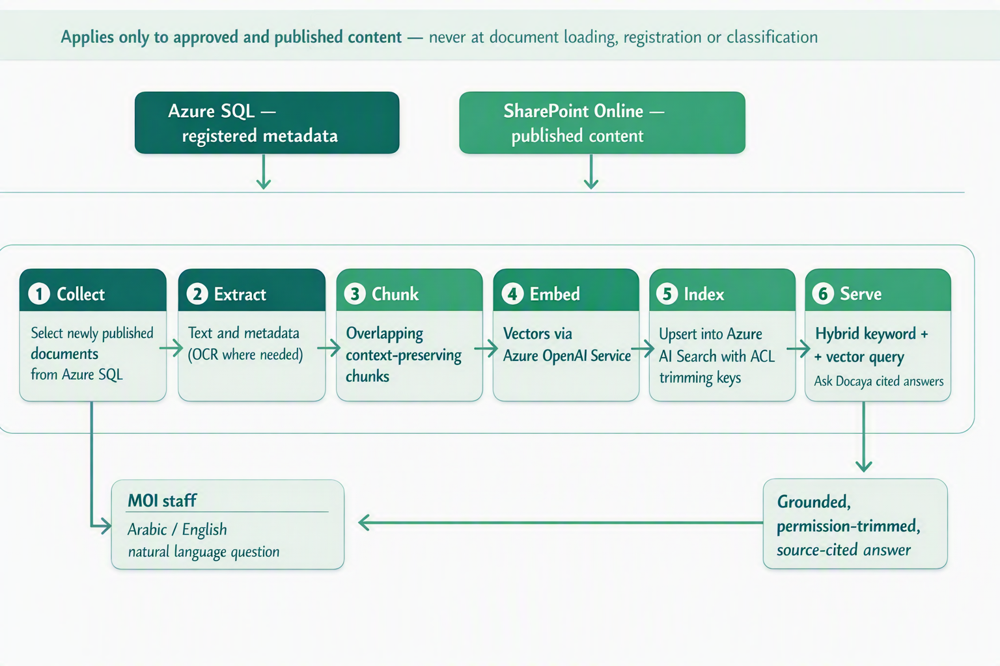 Applies only to approved and published content — never at document loading, registration or classification
Azure SQL —
registered metadata
SharePoint Online —
published content
1 Collect
Select newly published
documents
from Azure SQL
2 Extract
Text and metadata
(OCR where needed)
3 Chunk
Overlapping
context-preserving
chunks
4 Embed
Vectors via
Azure OpenAI Service
5 Index
Upsert into Azure
AI Search with ACL
trimming keys
6 Serve
Hybrid keyword +
+ vector query
Ask Docaya cited answers
MOI staff
Arabic / English
natural language question
Grounded,
permission-trimmed,
source-cited answer